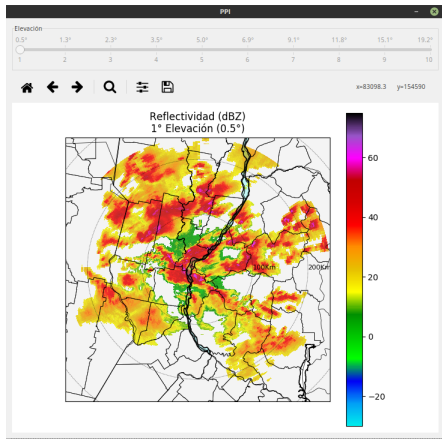 PPI
Elevación
0.5° 1.3° 2.3° 3.5° 5.0° 6.9° 9.1° 11.8° 15.1° 19.2°
1 2 3 4 5 6 7 8 9 10
x=83098.3 y=154590
Reflectividad (dBZ)
1° Elevación (0.5°)
60
40
100Km 200Km
20
0
−20